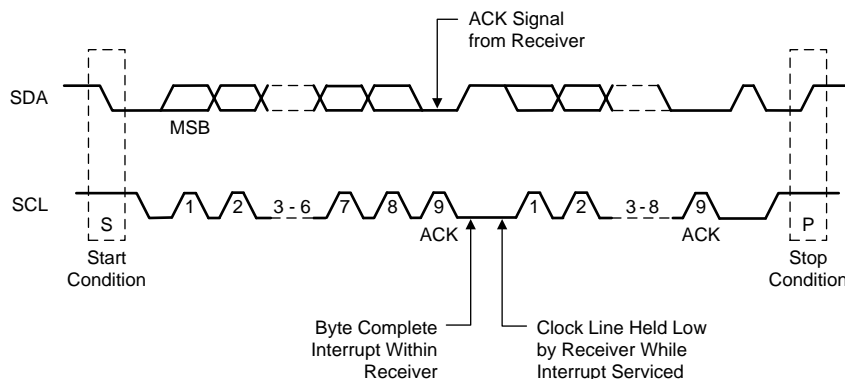 ACK Signal
from Receiver
SDA
MSB
SCL
S
1
2
3 - 6
7
8
9
1
2
3 - 8
9
P
ACK
ACK
Start
Condition
Stop
Condition
Byte Complete
Interrupt Within
Receiver
Clock Line Held Low
by Receiver While
Interrupt Serviced